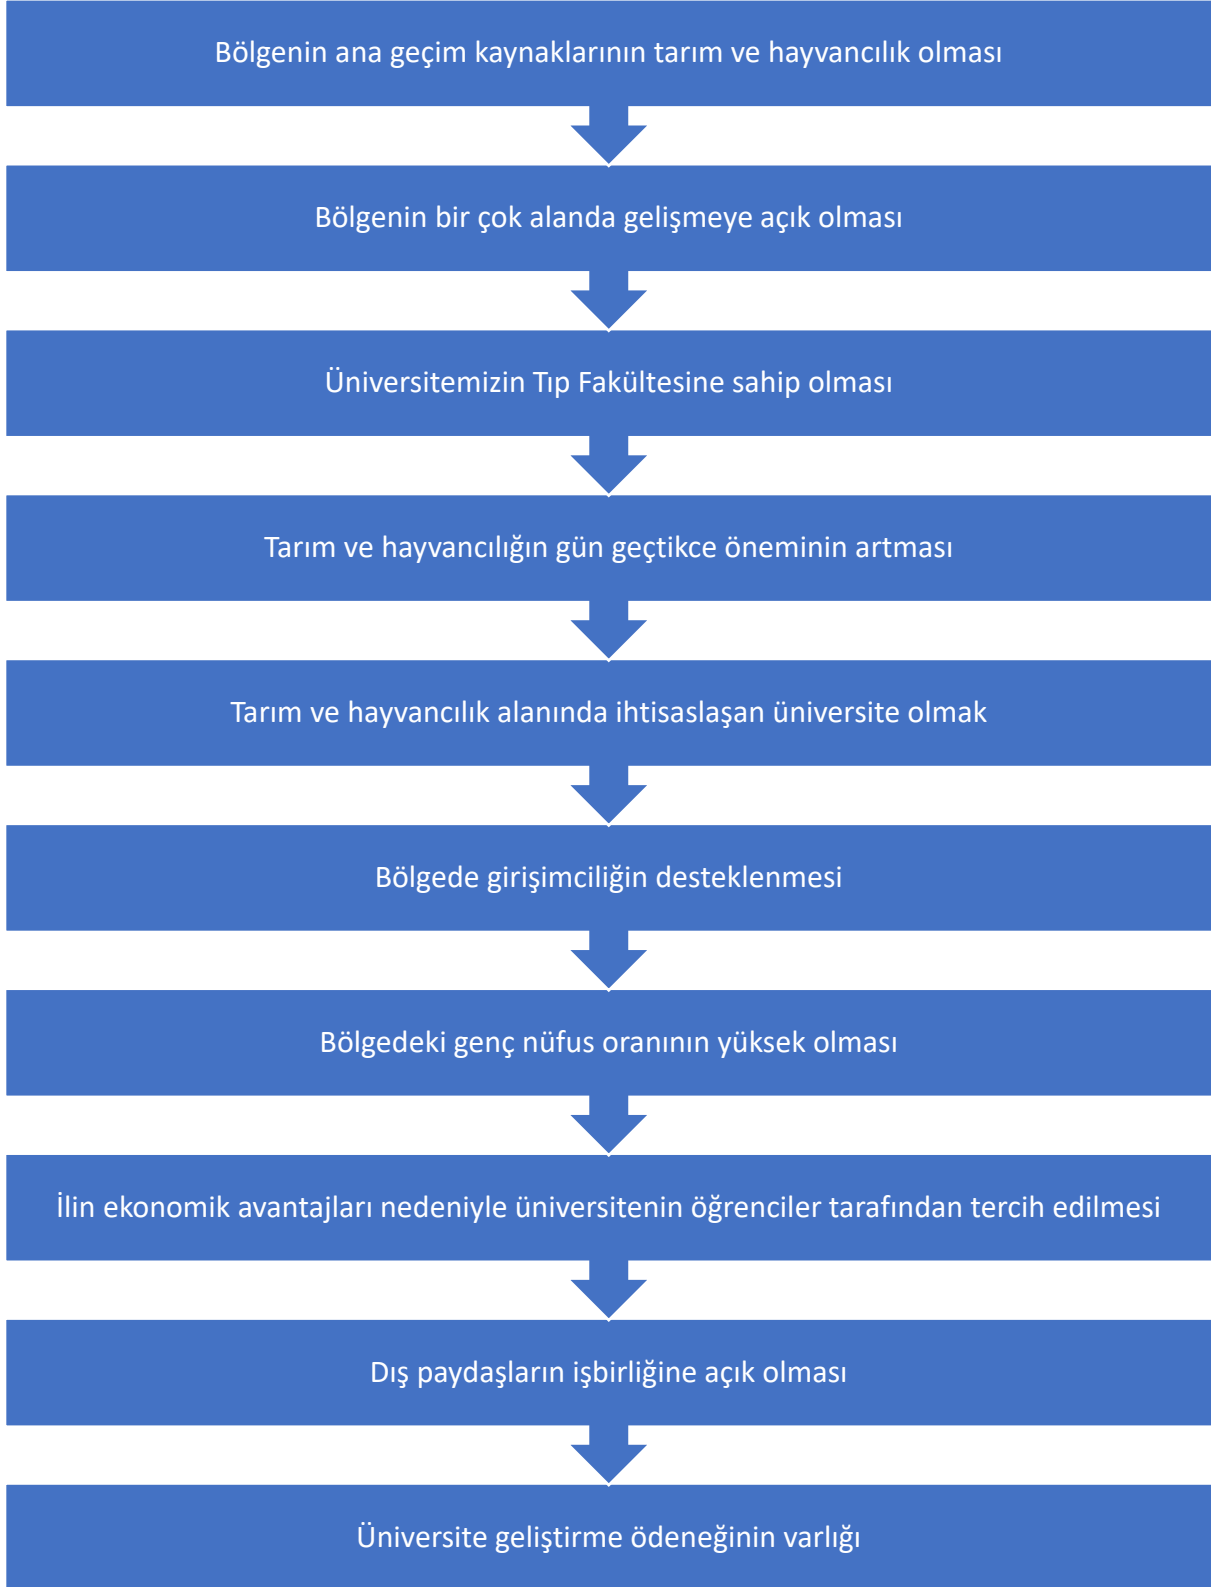 Bölgenin ana geçim kaynaklarının tarım ve hayvancılık olması
Bölgenin bir çok alanda gelişmeye açık olması
Üniversitemizin Tıp Fakültesine sahip olması
Tarım ve hayvancılığın gün geçtikce öneminin artması
Tarım ve hayvancılık alanında ihtisaslaşan üniversite olmak
Bölgede girişimciliğin desteklenmesi
Bölgedeki genç nüfus oranının yüksek olması
İlin ekonomik avantajları nedeniyle üniversitenin öğrenciler tarafından tercih edilmesi
Dış paydaşların işbirliğine açık olması
Üniversite geliştirme ödeneğinin varlığı